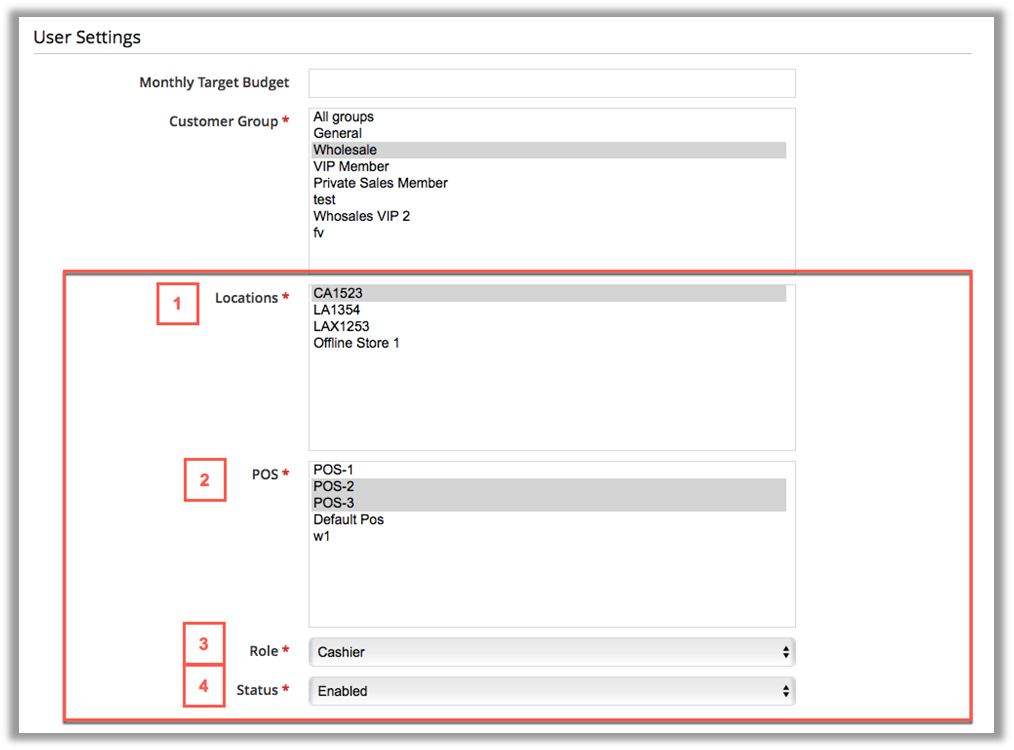 User Settings
Monthly Target Budget
Customer Group *
All groups
General
Wholesale
VIP Member
Private Sales Member
test
Whosales VIP 2
fv
1 Locations *
CA1523
LA1354
LAX1253
Offline Store 1
2 POS *
POS-1
POS-2
POS-3
Default Pos
w1
3 Role * Cashier
4 Status * Enabled